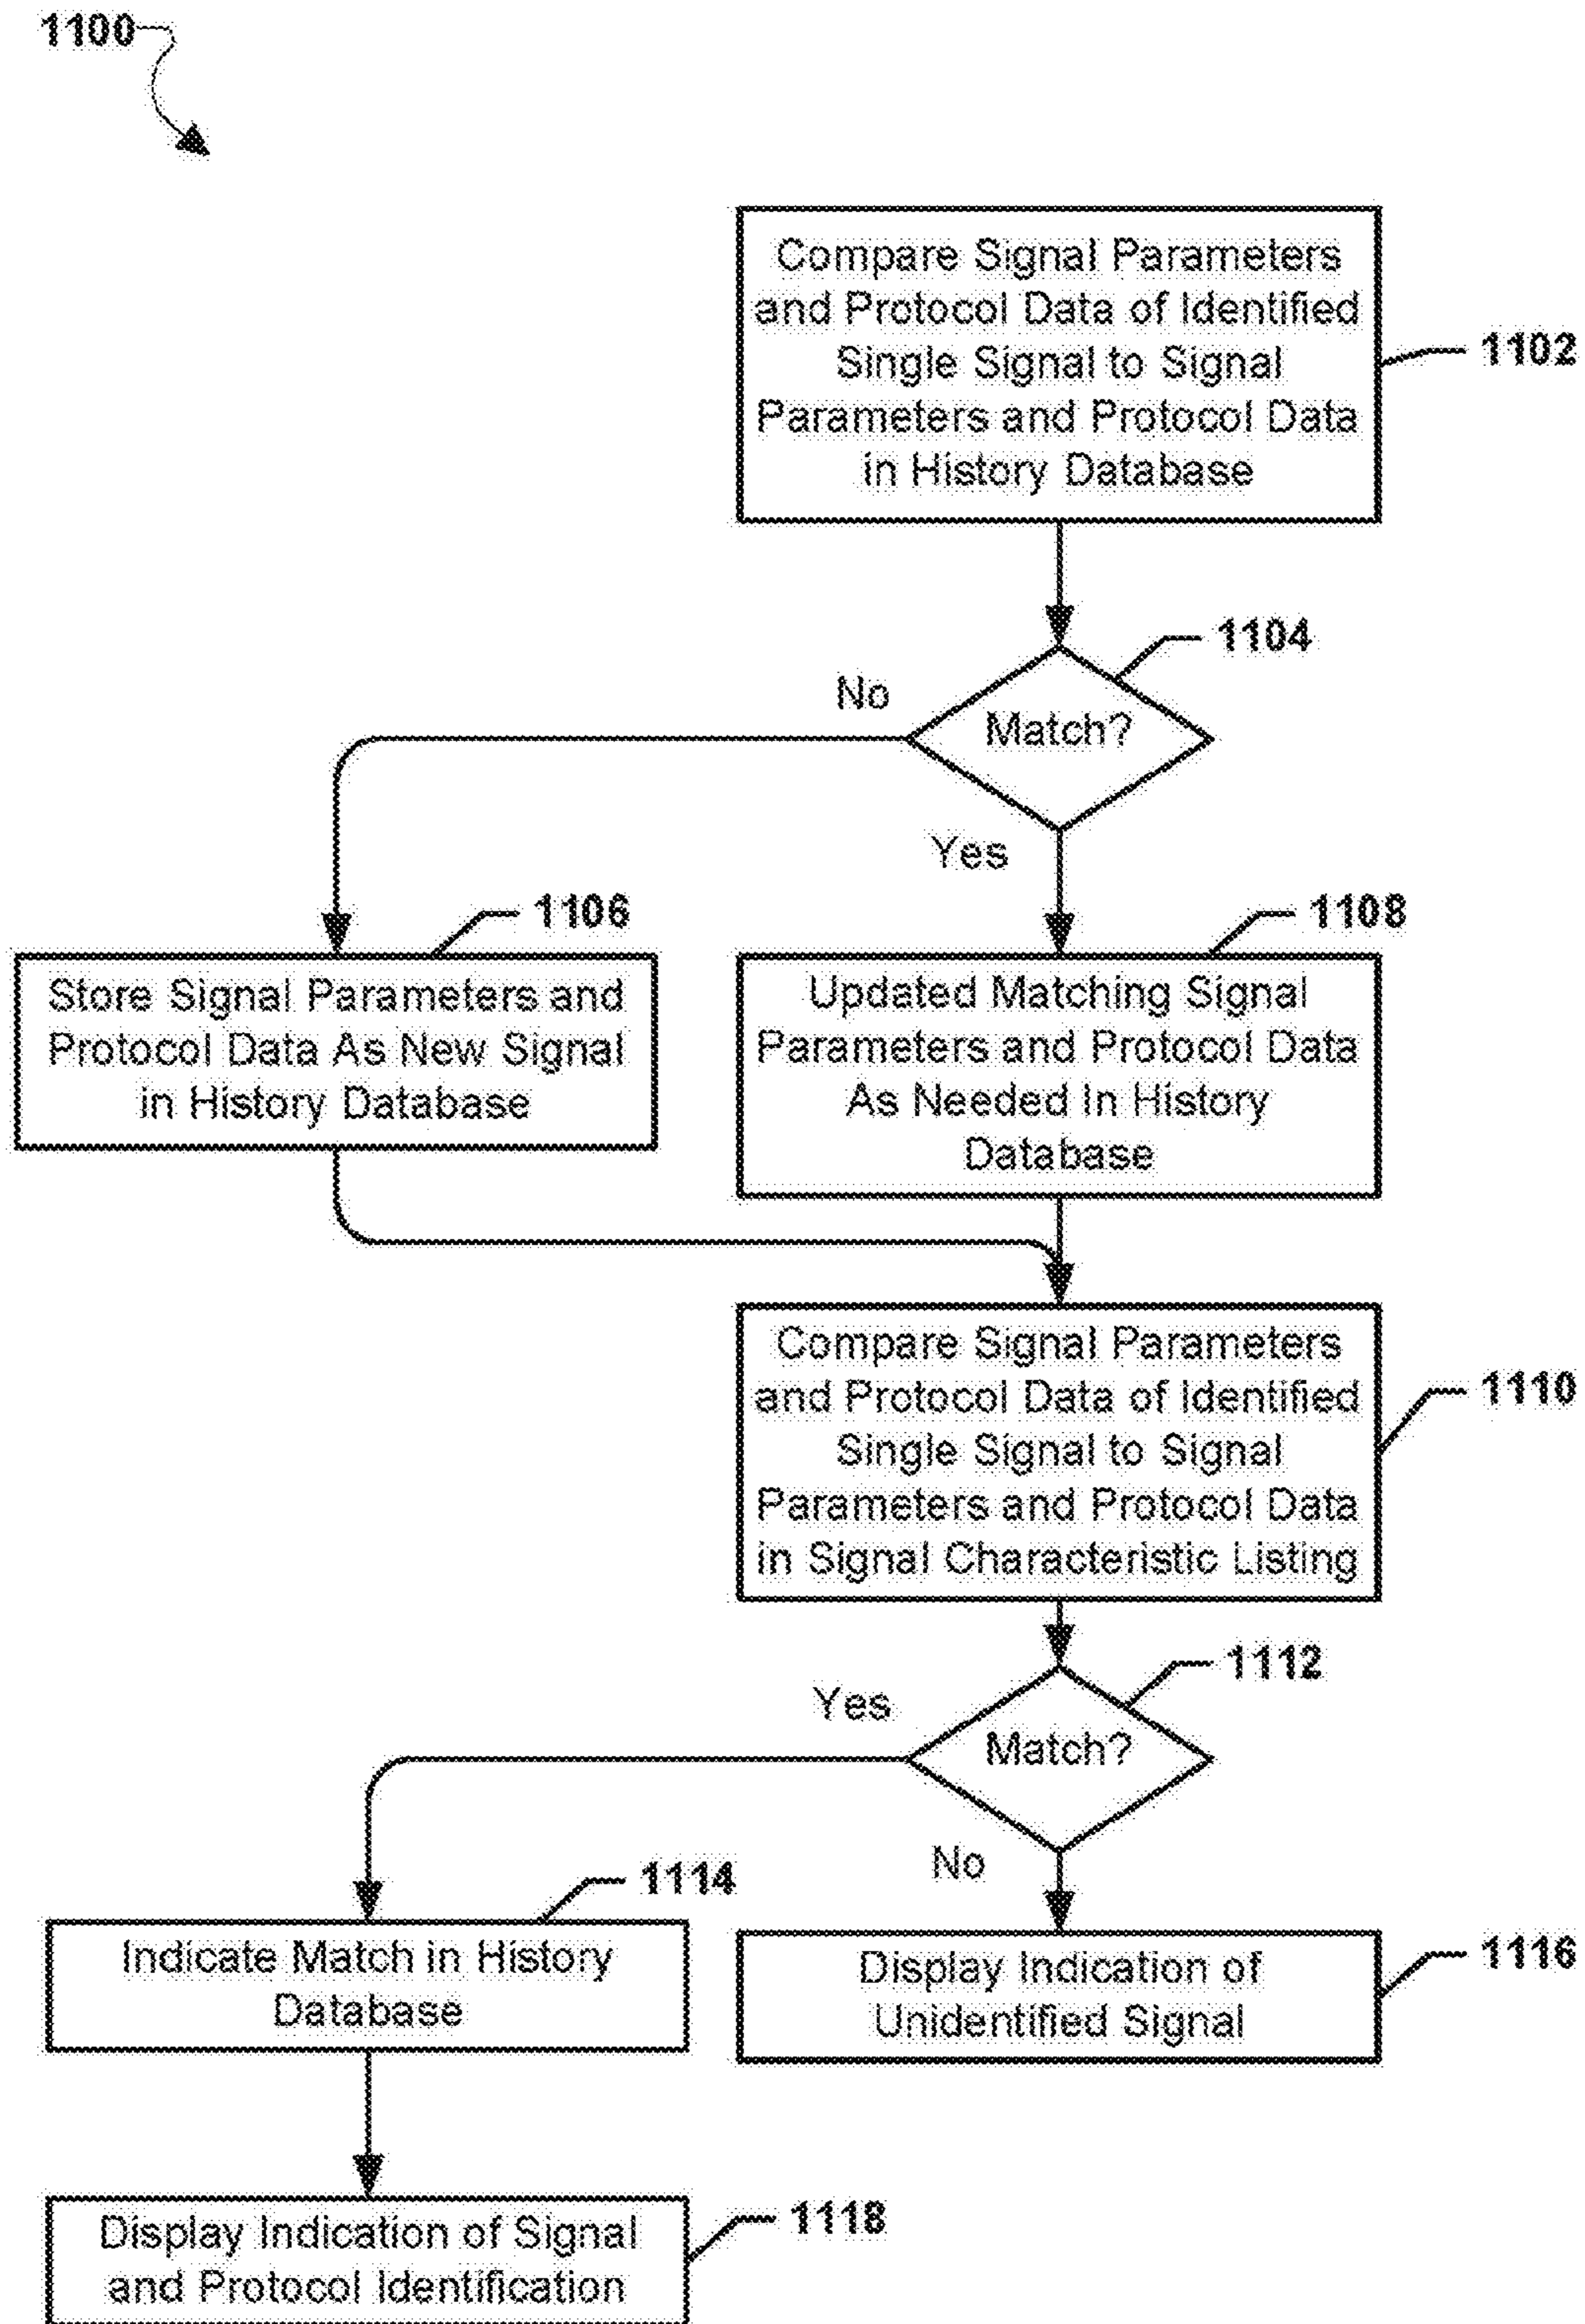 1100
Compare Signal Parameters
and Protocol Data of Identified
Single Signal to Signal
Parameters and Protocol Data
in History Database
1102
1104
No
Match?
Yes
1106
1108
Store Signal Parameters and
Protocol Data As New Signal
in History Database
Updated Matching Signal
Parameters and Protocol Data
As Needed In History
Database
Compare Signal Parameters
and Protocol Data of Identified
Single Signal to Signal
Parameters and Protocol Data
in Signal Characteristic Listing
1110
1112
Yes
Match?
No
1114
Indicate Match in History
Database
Display Indication of
Unidentified Signal
1116
Display Indication of Signal
and Protocol Identification
1118